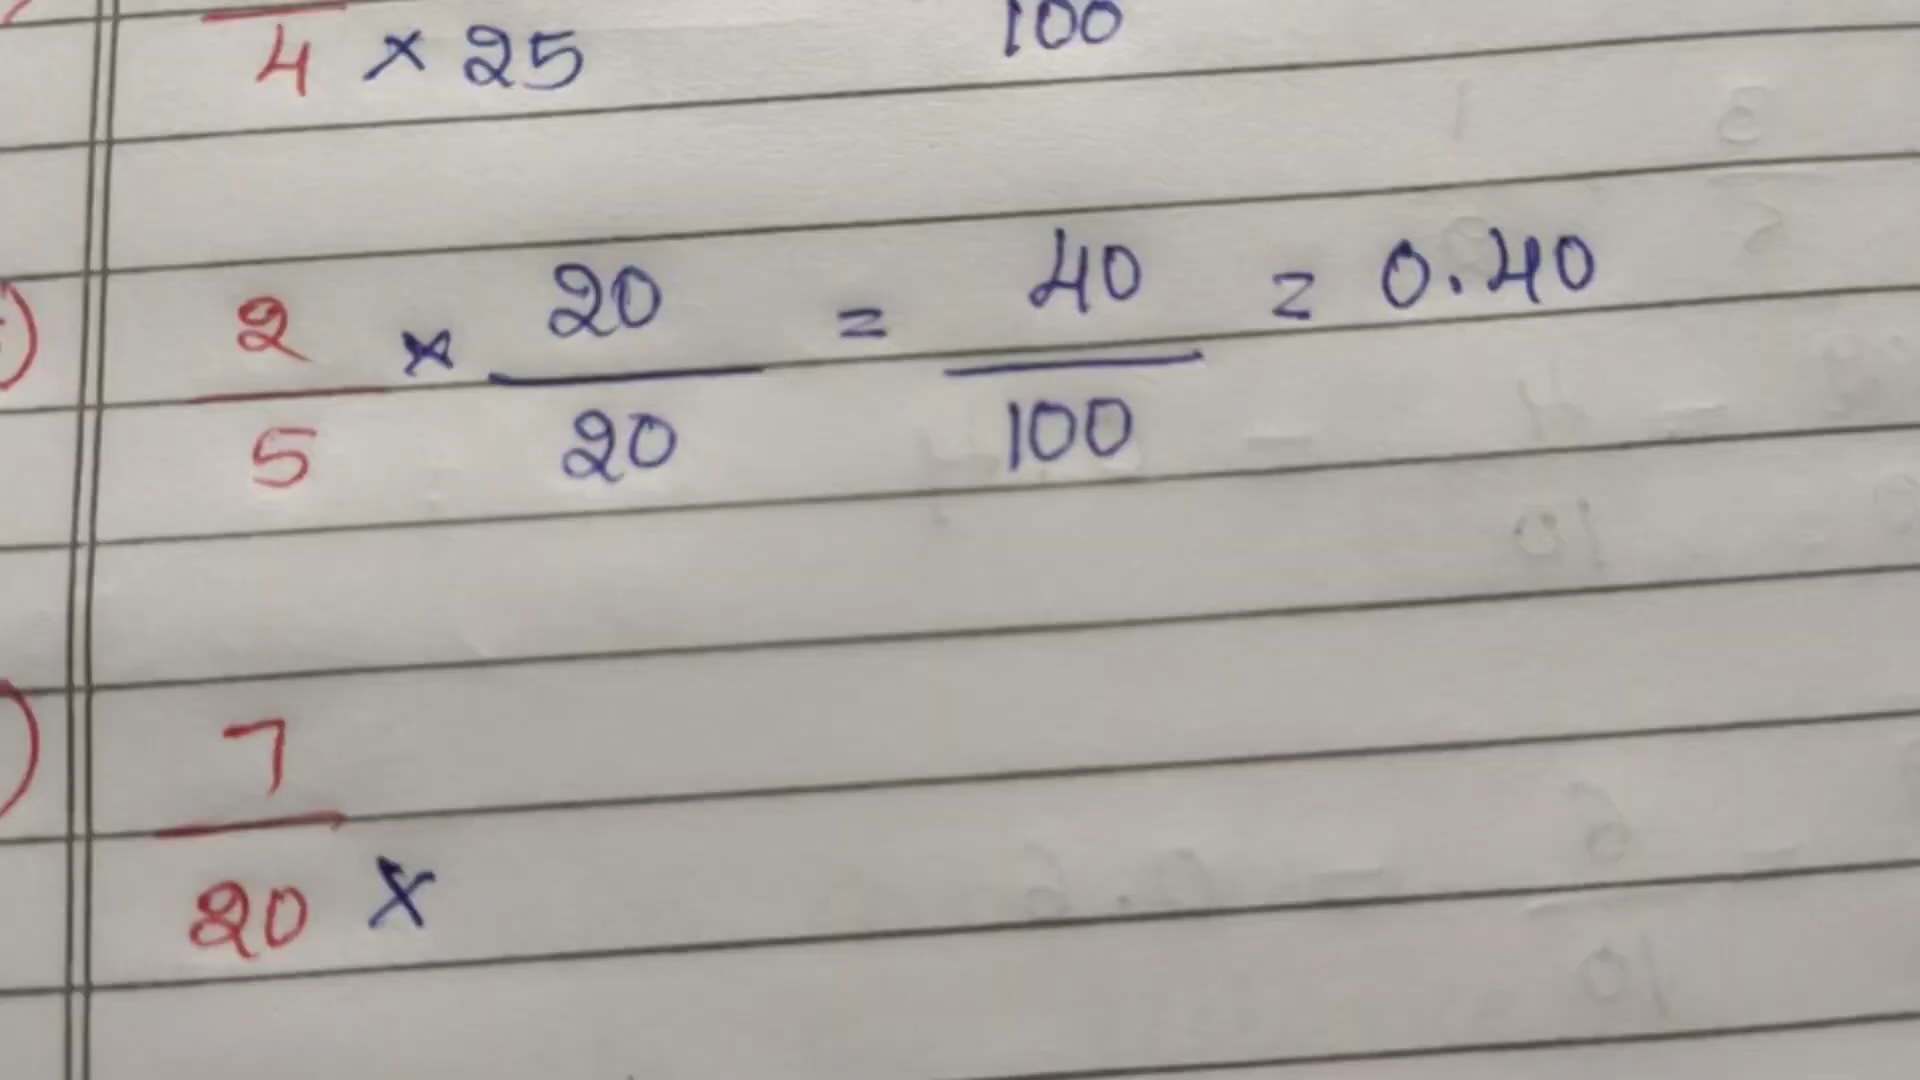 4 × 25 100
) 2/5 × 20/20 = 40/100 = 0.40
) 7/20 ×